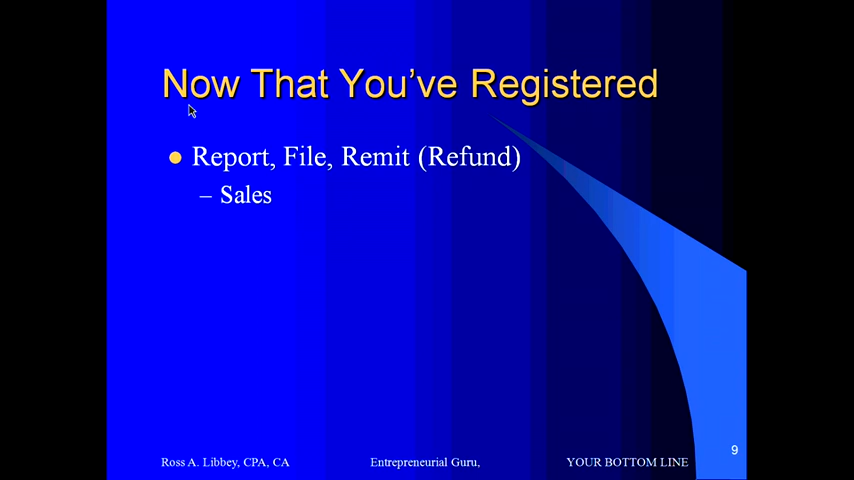 Now That You've Registered
Report, File, Remit (Refund)
– Sales
Ross A. Libbey, CPA, CA
Entrepreneurial Guru,
YOUR BOTTOM LINE
9